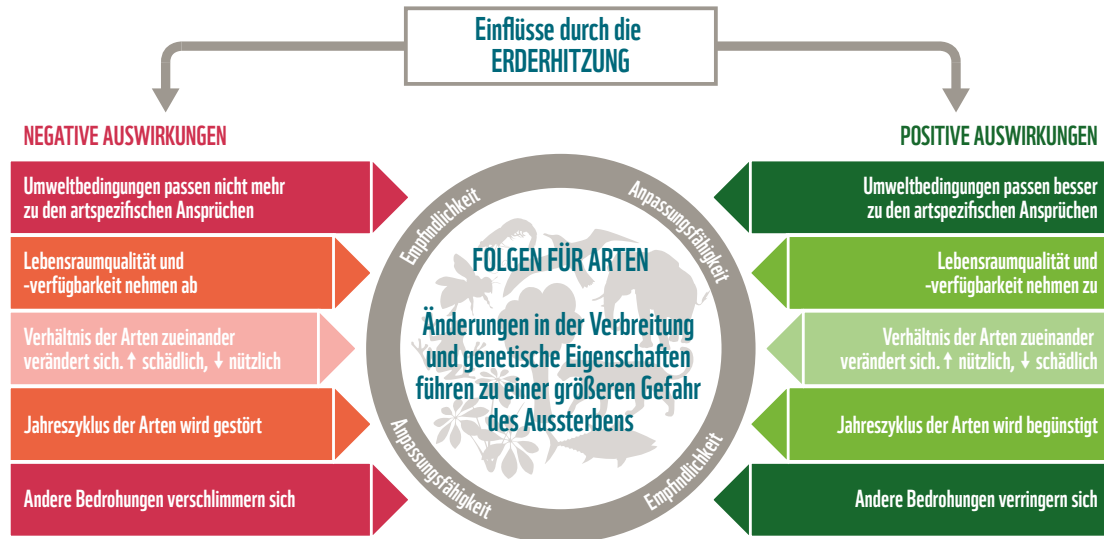 Einflüsse durch die
ERDERHITZUNG
NEGATIVE AUSWIRKUNGEN
Umweltbedingungen passen nicht mehr
zu den artspezifischen Ansprüchen
Lebensraumqualität und
-verfügbarkeit nehmen ab
Verhältnis der Arten zueinander
verändert sich. ↑ schädlich, ↓ nützlich
Jahreszyklus der Arten wird gestört
Andere Bedrohungen verschlimmern sich
Empfindlichkeit
Anpassungsfähigkeit
FOLGEN FÜR ARTEN
Änderungen in der Verbreitung
und genetische Eigenschaften
führen zu einer größeren Gefahr
des Aussterbens
Anpassungsfähigkeit
Empfindlichkeit
POSITIVE AUSWIRKUNGEN
Umweltbedingungen passen besser
zu den artspezifischen Ansprüchen
Lebensraumqualität und
-verfügbarkeit nehmen zu
Verhältnis der Arten zueinander
verändert sich. ↑ nützlich, ↓ schädlich
Jahreszyklus der Arten wird begünstigt
Andere Bedrohungen verringern sich